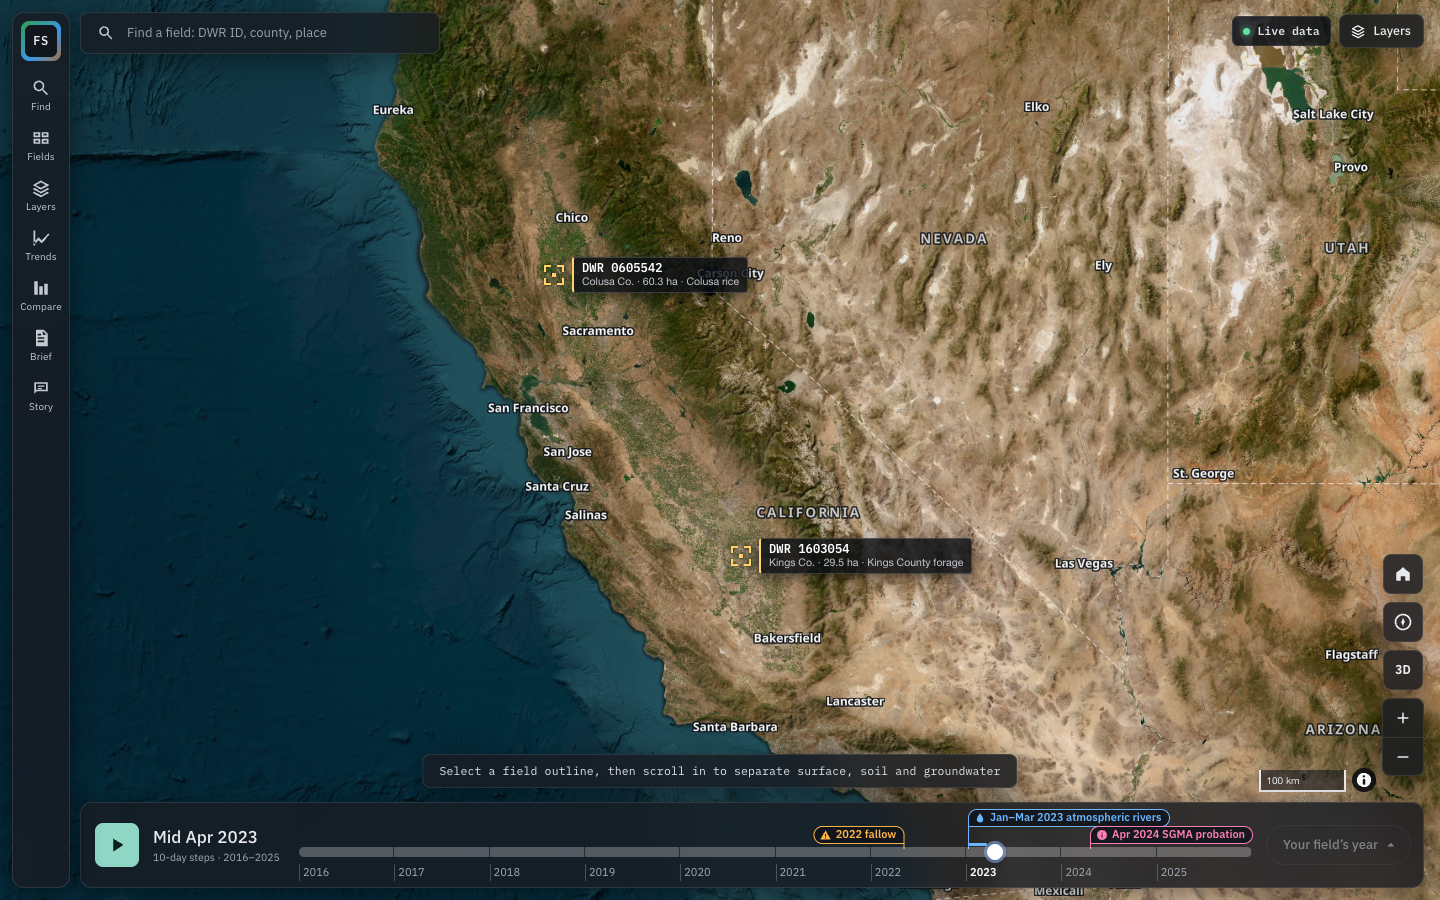 FS
Find
Fields
Layers
Trends
Compare
Brief
Story
Find a field: DWR ID, county, place
Live data
Layers
Eureka
Elko
Salt Lake City
Provo
Chico
Reno
NEVADA
UTAH
Carson City
Ely
DWR 0605542
Colusa Co. · 60.3 ha · Colusa rice
Sacramento
San Francisco
San Jose
Santa Cruz
Salinas
CALIFORNIA
St. George
DWR 1603054
Kings Co. · 29.5 ha · Kings County forage
Las Vegas
Bakersfield
Flagstaff
Lancaster
Santa Barbara
ARIZONA
3D
+
−
100 km
Select a field outline, then scroll in to separate surface, soil and groundwater
Mid Apr 2023
10-day steps · 2016–2025
2022 fallow
Jan–Mar 2023 atmospheric rivers
Apr 2024 SGMA probation
2016
2017
2018
2019
2020
2021
2022
2023
2024
2025
Your field's year
Mexicali